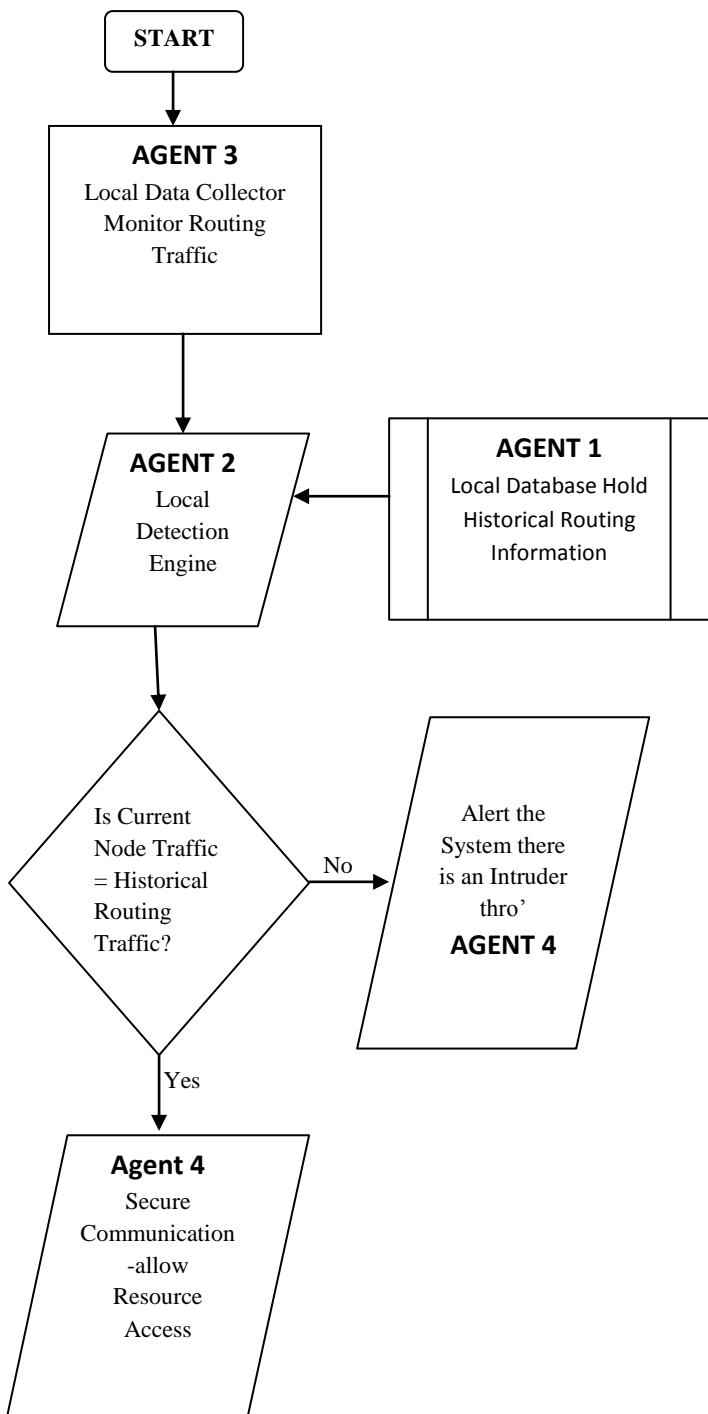 START
AGENT 3
Local Data Collector
Monitor Routing
Traffic
AGENT 2
Local
Detection
Engine
AGENT 1
Local Database Hold
Historical Routing
Information
Is Current
Node Traffic
= Historical
Routing
Traffic?
No
Alert the
System there
is an Intruder
thro’
AGENT 4
Yes
Agent 4
Secure
Communication
-allow
Resource
Access